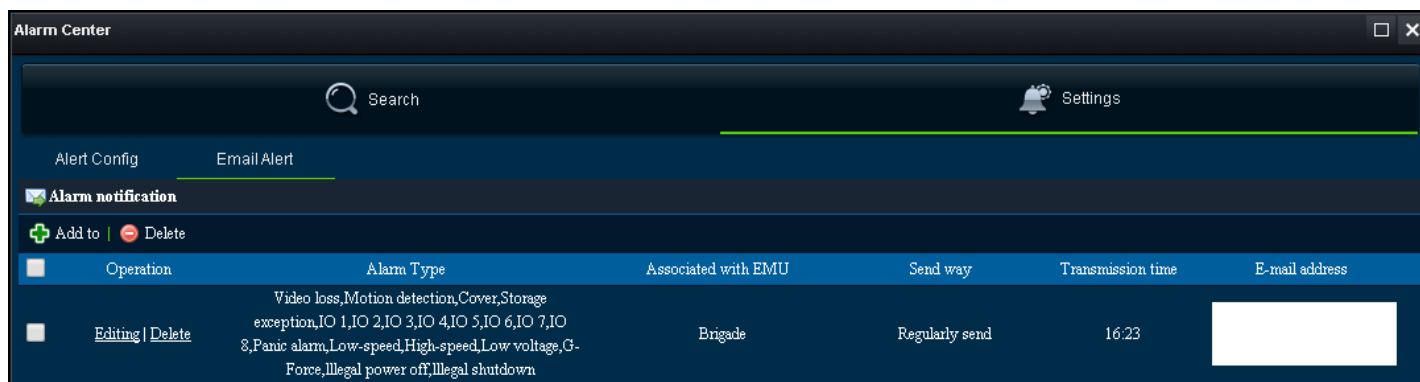 Alarm Center
Search
Settings
Alert Config
Email Alert
Alarm notification
Add to | Delete
Operation
Alarm Type
Associated with EMU
Send way
Transmission time
E-mail address
Video loss,Motion detection,Cover,Storage
exception,IO 1,IO 2,IO 3,IO 4,IO 5,IO 6,IO 7,IO
8,Panic alarm,Low-speed,High-speed,Low voltage,G-
Force,Illegal power off,Illegal shutdown
Editing | Delete
Brigade
Regularly send
16:23